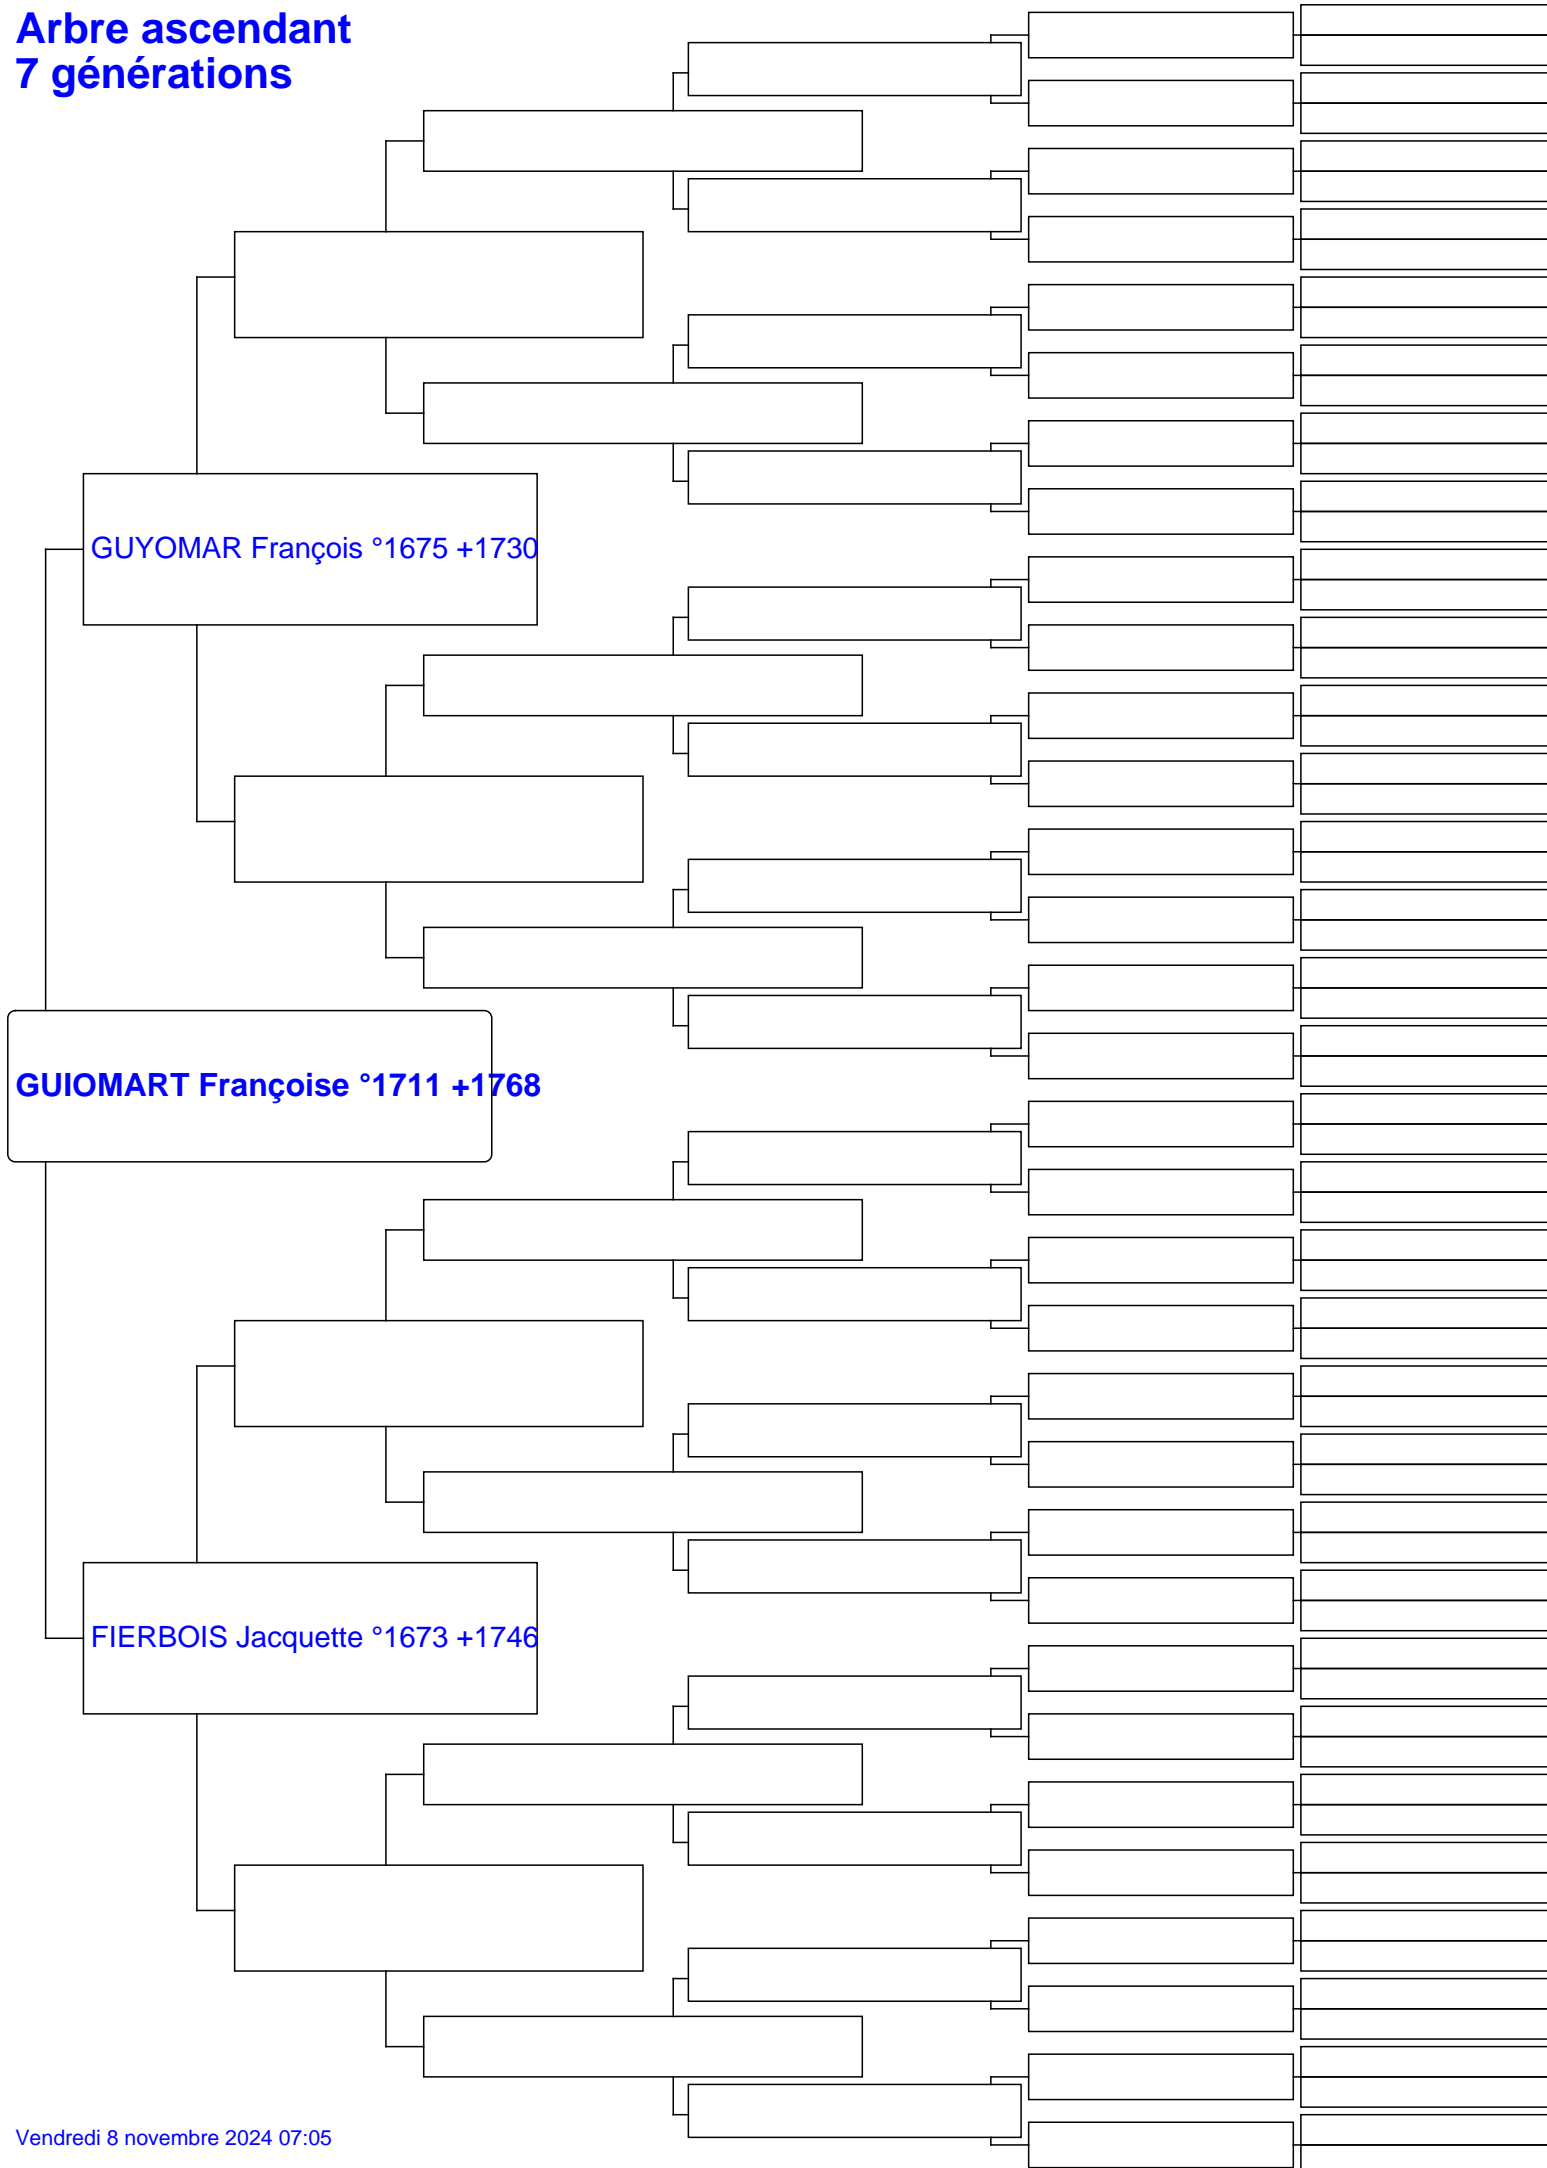 Arbre ascendant
7 générations
GUYOMAR François °1675 +1730
GUIOMART Françoise °1711 +1768
FIERBOIS Jacquette °1673 +1746
Vendredi 8 novembre 2024 07:05